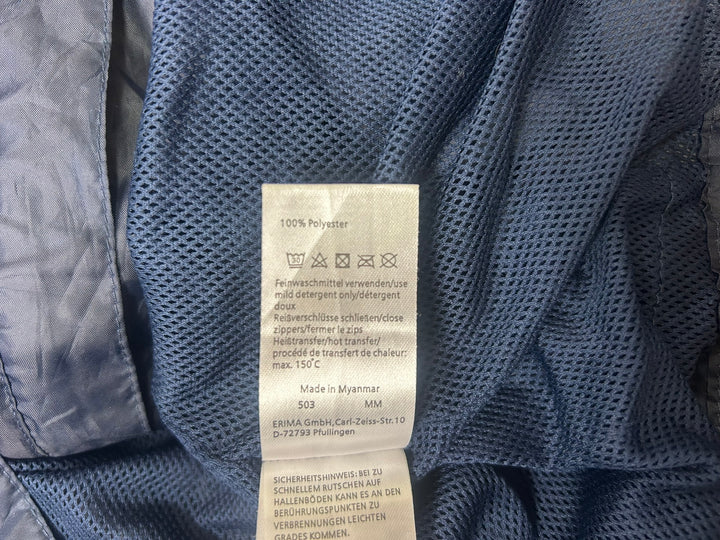 100% Polyester
30
Feinwaschmittel verwenden/use
mild detergent only/détergent
doux
Reißverschlüsse schließen/close
zippers/fermer le zips
Heißtransfer/hot transfer/
procédé de transfert de chaleur:
max. 150°C
Made in Myanmar
503 MM
ERIMA GmbH,Carl-Zeiss-Str.10
D-72793 Pfullingen
SICHERHEITSHINWEIS: BEI ZU
SCHNELLEM RUTSCHEN AUF
HALLENBÖDEN KANN ES AN DEN
BERÜHRUNGSPUNKTEN ZU
VERBRENNUNGEN LEICHTEN
GRADES KOMMEN.